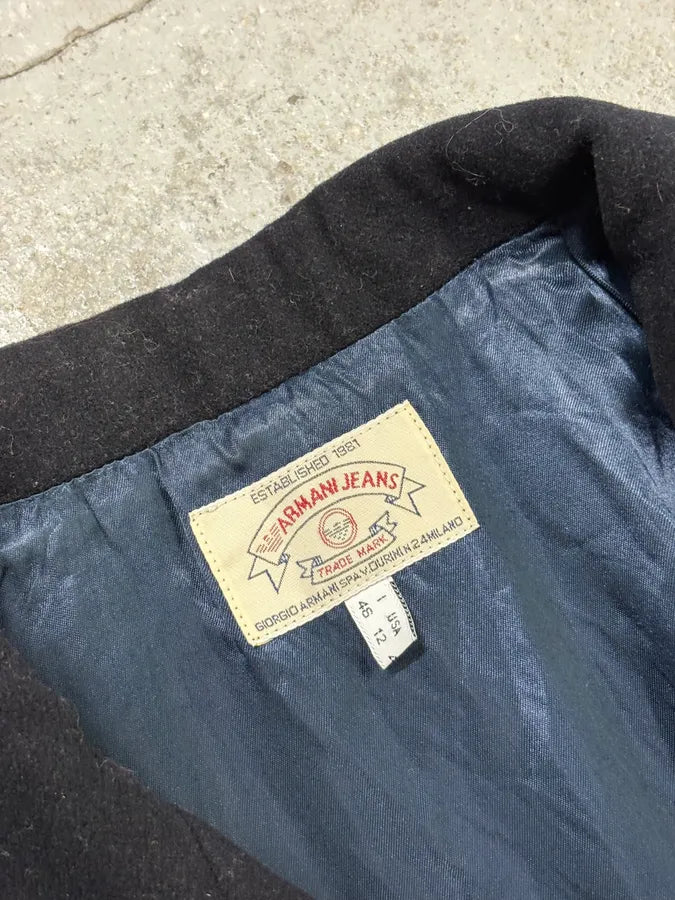 ESTABLISHED 1981
ARMANI JEANS
TRADE MARK
GIORGIO ARMANI SPA V.DURINI N 24 MILANO
I USA
46 12